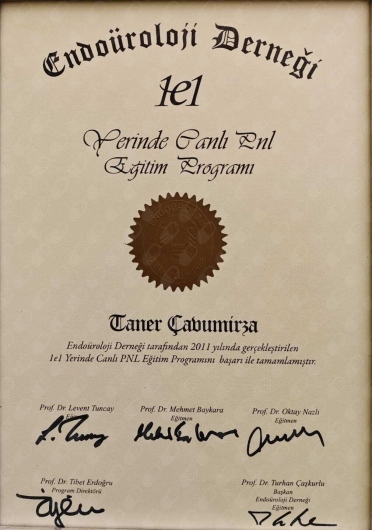 Endoüroloji Derneği
1e1
Yerinde Canlı Pnl
Eğitim Programı
Taner Çavumirza
Endoüroloji Derneği tarafından 2011 yılında gerçekleştirilen
1e1 Yerinde Canlı PNL Eğitim Programını başarı ile tamamlamıştır.
Prof. Dr. Levent Tuncay
Prof. Dr. Mehmet Baykara
Eğitmen
Prof. Dr. Oktay Nazlı
Eğitmen
Prof. Dr. Tibet Erdoğru
Program Direktörü
Prof. Dr. Turhan Çaşkurlu
Başkan
Endoüroloji Derneği
Eğitmen